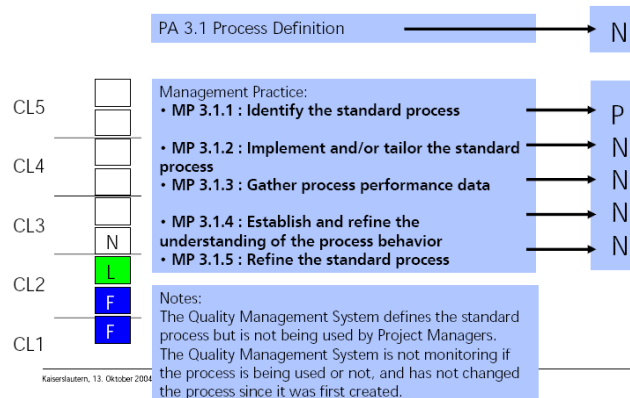 PA 3.1 Process Definition
N
CL5
CL4
CL3
CL2
CL1
N
L
F
F
Management Practice:
• MP 3.1.1 : Identify the standard process
• MP 3.1.2 : Implement and/or tailor the standard
process
• MP 3.1.3 : Gather process performance data
• MP 3.1.4 : Establish and refine the
understanding of the process behavior
• MP 3.1.5 : Refine the standard process
P
N
N
N
N
Notes:
The Quality Management System defines the standard
process but is not being used by Project Managers.
The Quality Management System is not monitoring if
the process is being used or not, and has not changed
the process since it was first created.
Kaiserslautern, 13. Oktober 2004